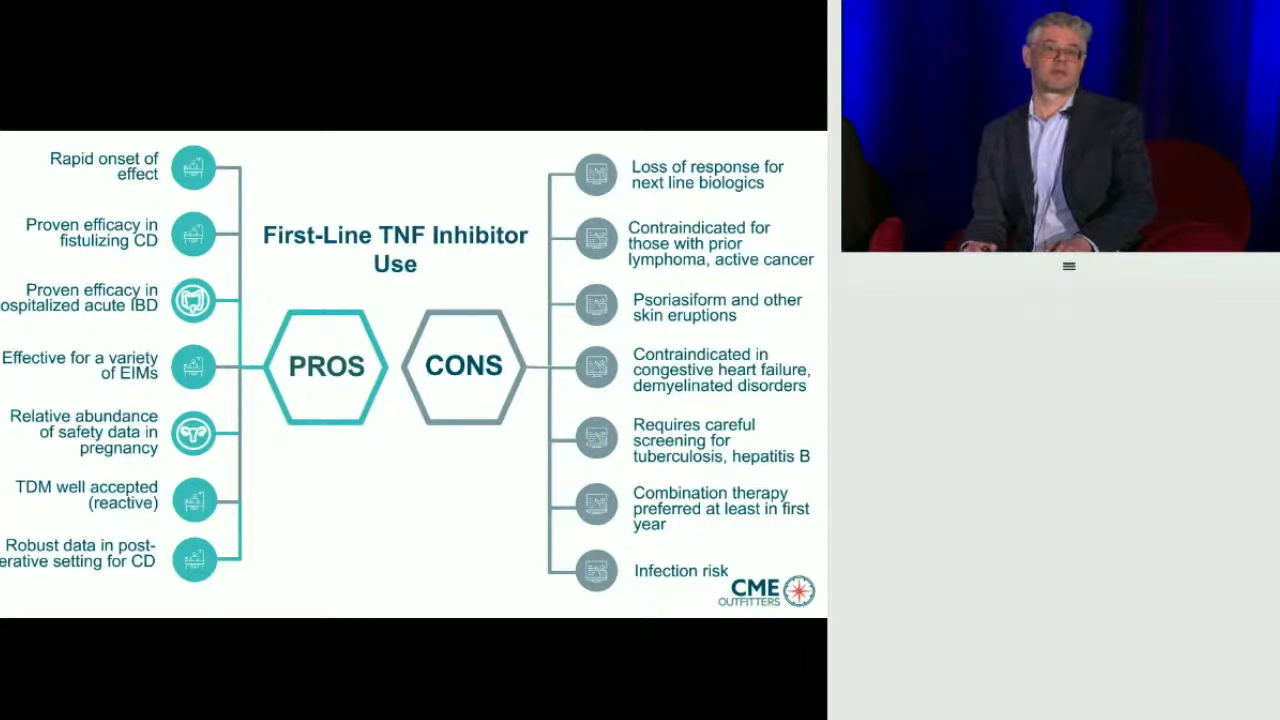 First-Line TNF Inhibitor
Use
PROS
Rapid onset of
effect
Proven efficacy in
fistulizing CD
Proven efficacy in
ospitalized acute IBD
Effective for a variety
of EIMs
Relative abundance
of safety data in
pregnancy
TDM well accepted
(reactive)
Robust data in post-
erative setting for CD
CONS
Loss of response for
next line biologics
Contraindicated for
those with prior
lymphoma, active cancer
Psoriasiform and other
skin eruptions
Contraindicated in
congestive heart failure,
demyelinated disorders
Requires careful
screening for
tuberculosis, hepatitis B
Combination therapy
preferred at least in first
year
Infection risk
CME
OUTFITTERS